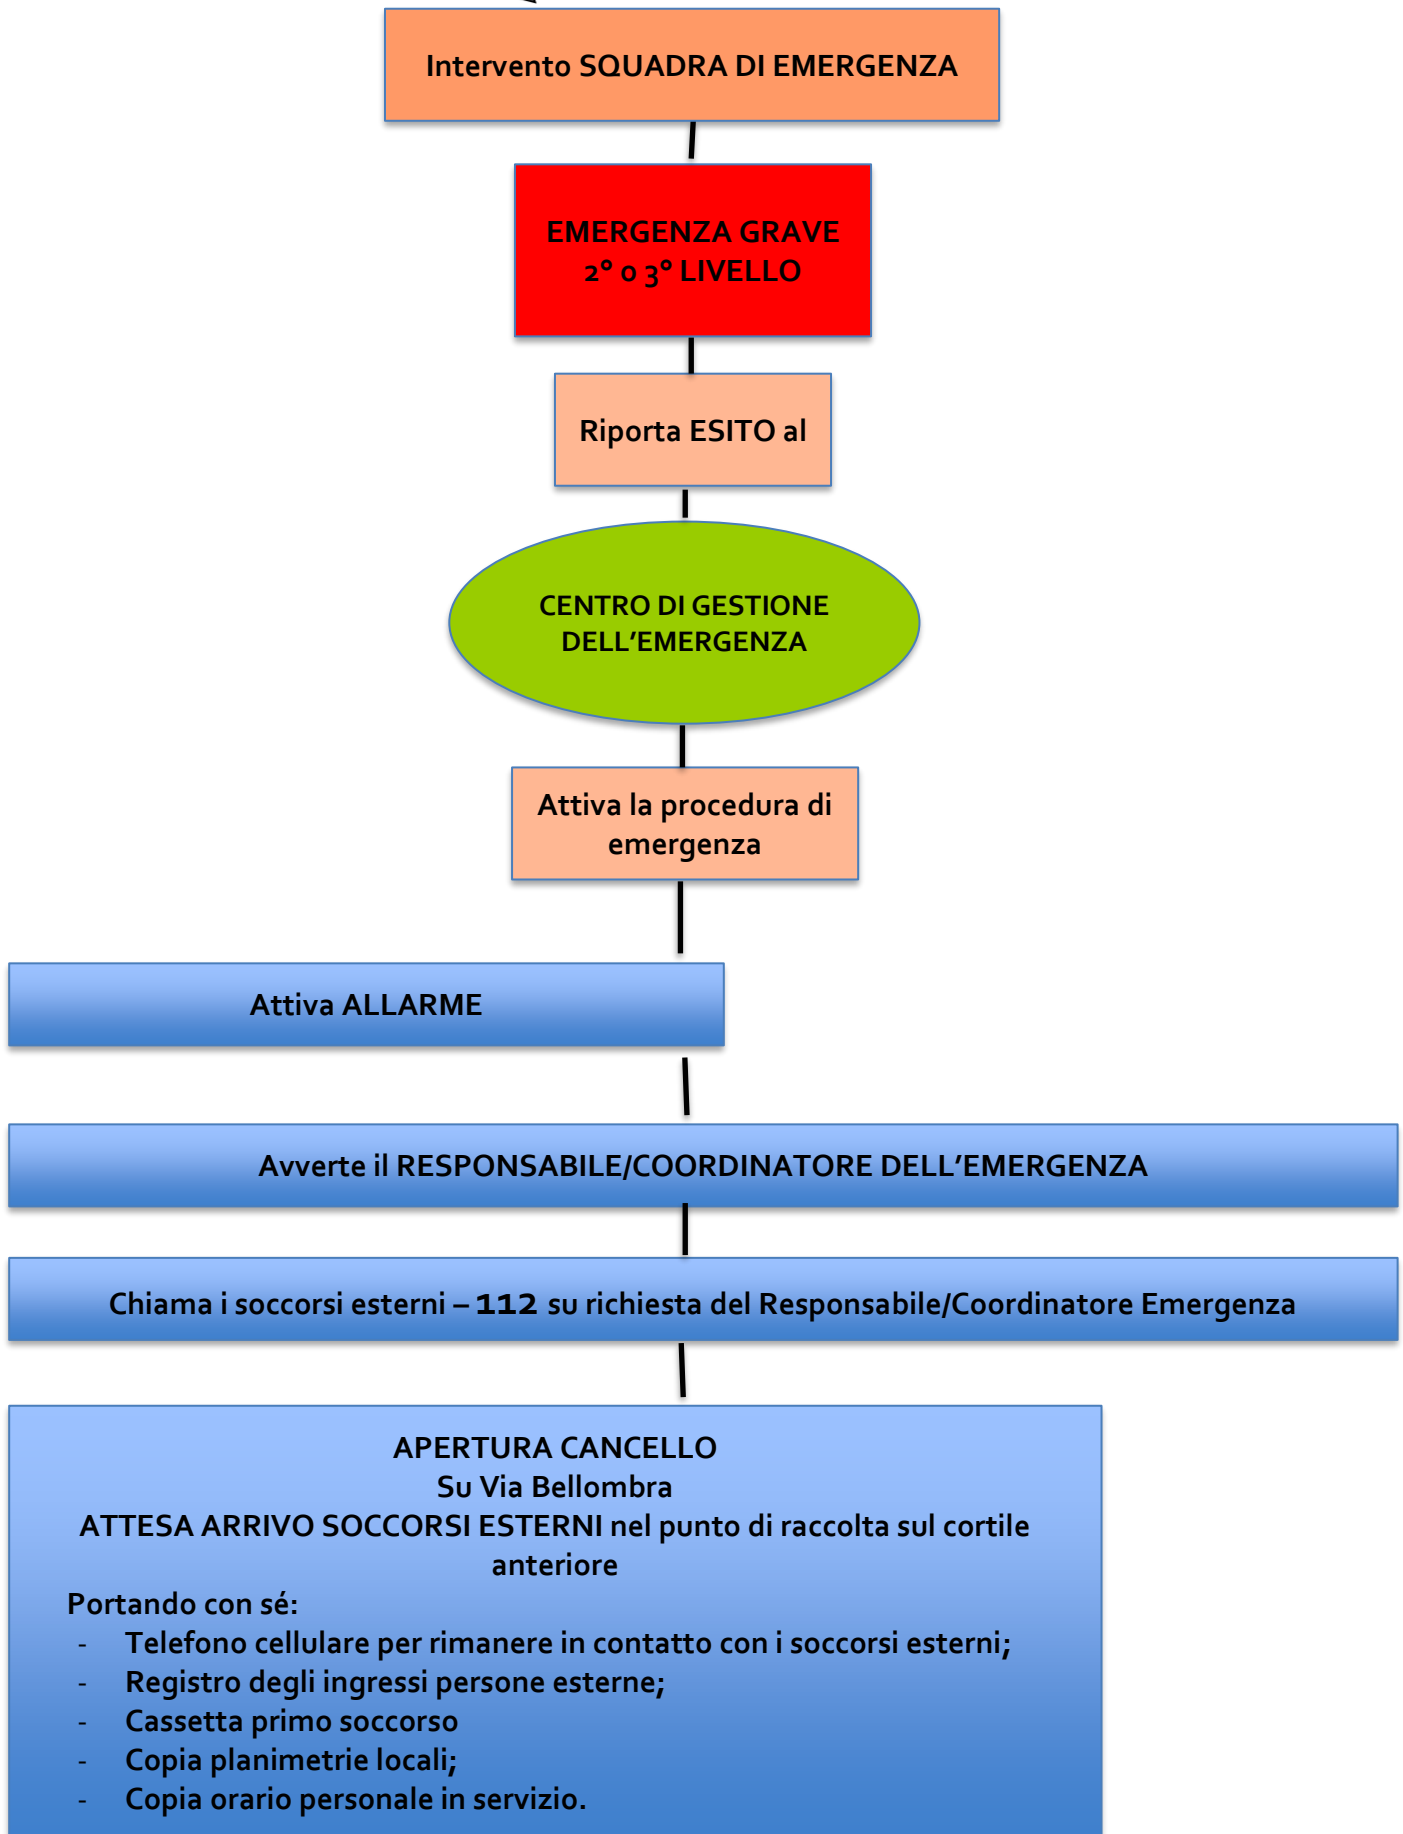 Intervento SQUADRA DI EMERGENZA
EMERGENZA GRAVE
2° o 3° LIVELLO
Riporta ESITO al
CENTRO DI GESTIONE
DELL’EMERGENZA
Attiva la procedura di
emergenza
Attiva ALLARME
Avverte il RESPONSABILE/COORDINATORE DELL’EMERGENZA
Chiama i soccorsi esterni – 112 su richiesta del Responsabile/Coordinatore Emergenza
APERTURA CANCELLO
Su Via Bellombra
ATTESA ARRIVO SOCCORSI ESTERNI nel punto di raccolta sul cortile
anteriore
Portando con sé:
- Telefono cellulare per rimanere in contatto con i soccorsi esterni;
- Registro degli ingressi persone esterne;
- Cassetta primo soccorso
- Copia planimetrie locali;
- Copia orario personale in servizio.